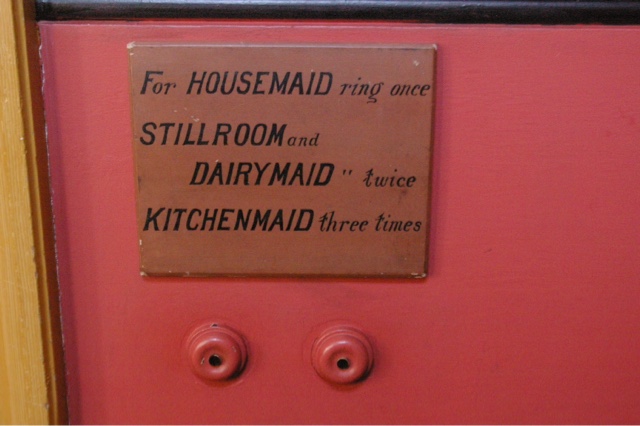 For HOUSEMAID ring once
STILLROOM and
DAIRYMAID " twice
KITCHENMAID three times